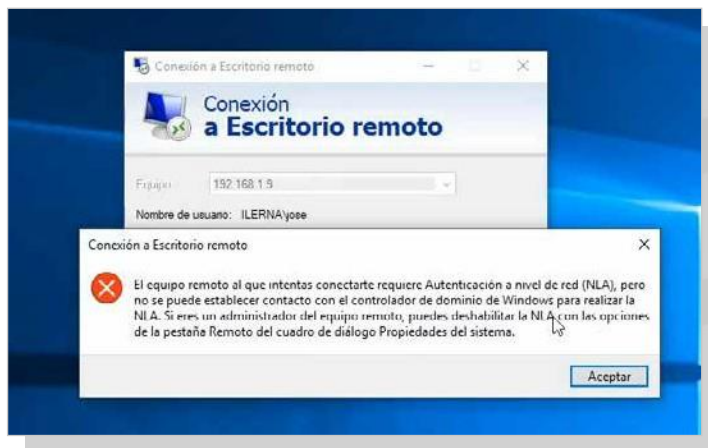 Conexión a Escritorio remoto
Conexión
a Escritorio remoto
Equipo: 192.168.1.9
Nombre de usuario: ILERNA\jose
Conexión a Escritorio remoto
El equipo remoto al que intentas conectarte requiere Autenticación a nivel de red (NLA), pero
no se puede establecer contacto con el controlador de dominio de Windows para realizar la
NLA. Si eres un administrador del equipo remoto, puedes deshabilitar la NLA con las opciones
de la pestaña Remoto del cuadro de diálogo Propiedades del sistema.
Aceptar